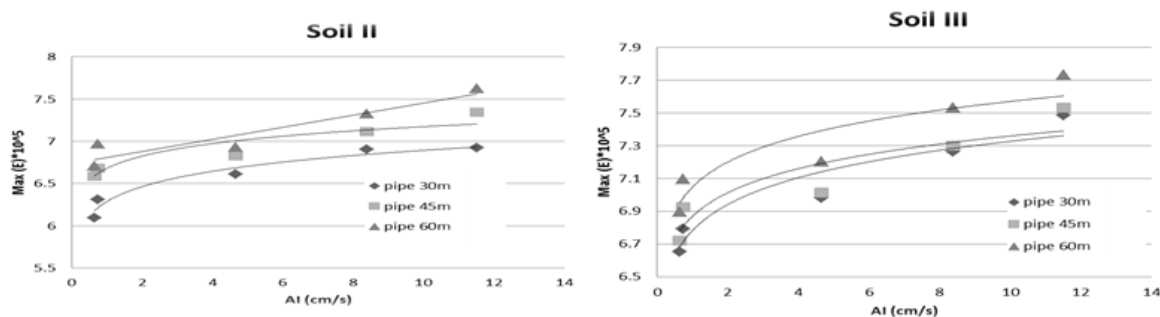 Soil II
Max (E)*10^5
8
7.5
7
6.5
6
5.5
pipe 30m
pipe 45m
pipe 60m
0 2 4 6 8 10 12 14
AI (cm/s)
Soil III
Max (E)*10^5
7.9
7.7
7.5
7.3
7.1
6.9
6.7
6.5
pipe 30m
pipe 45m
pipe 60m
0 2 4 6 8 10 12 14
AI (cm/s)